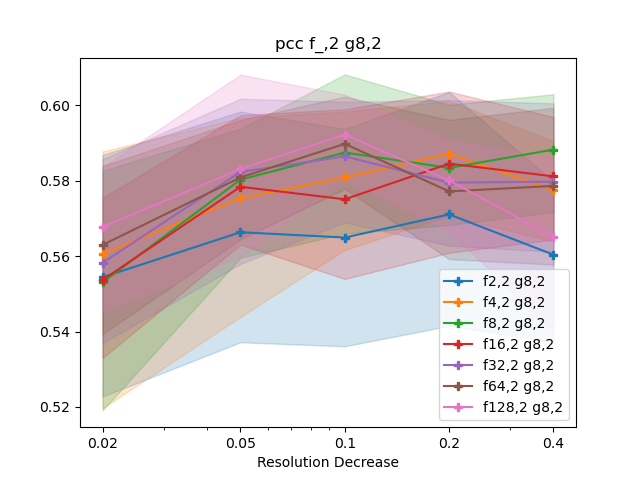 pcc f_,2 g8,2
0.60
0.58
0.56
0.54
0.52
f2,2 g8,2
f4,2 g8,2
f8,2 g8,2
f16,2 g8,2
f32,2 g8,2
f64,2 g8,2
f128,2 g8,2
0.02 0.05 0.1 0.2 0.4
Resolution Decrease